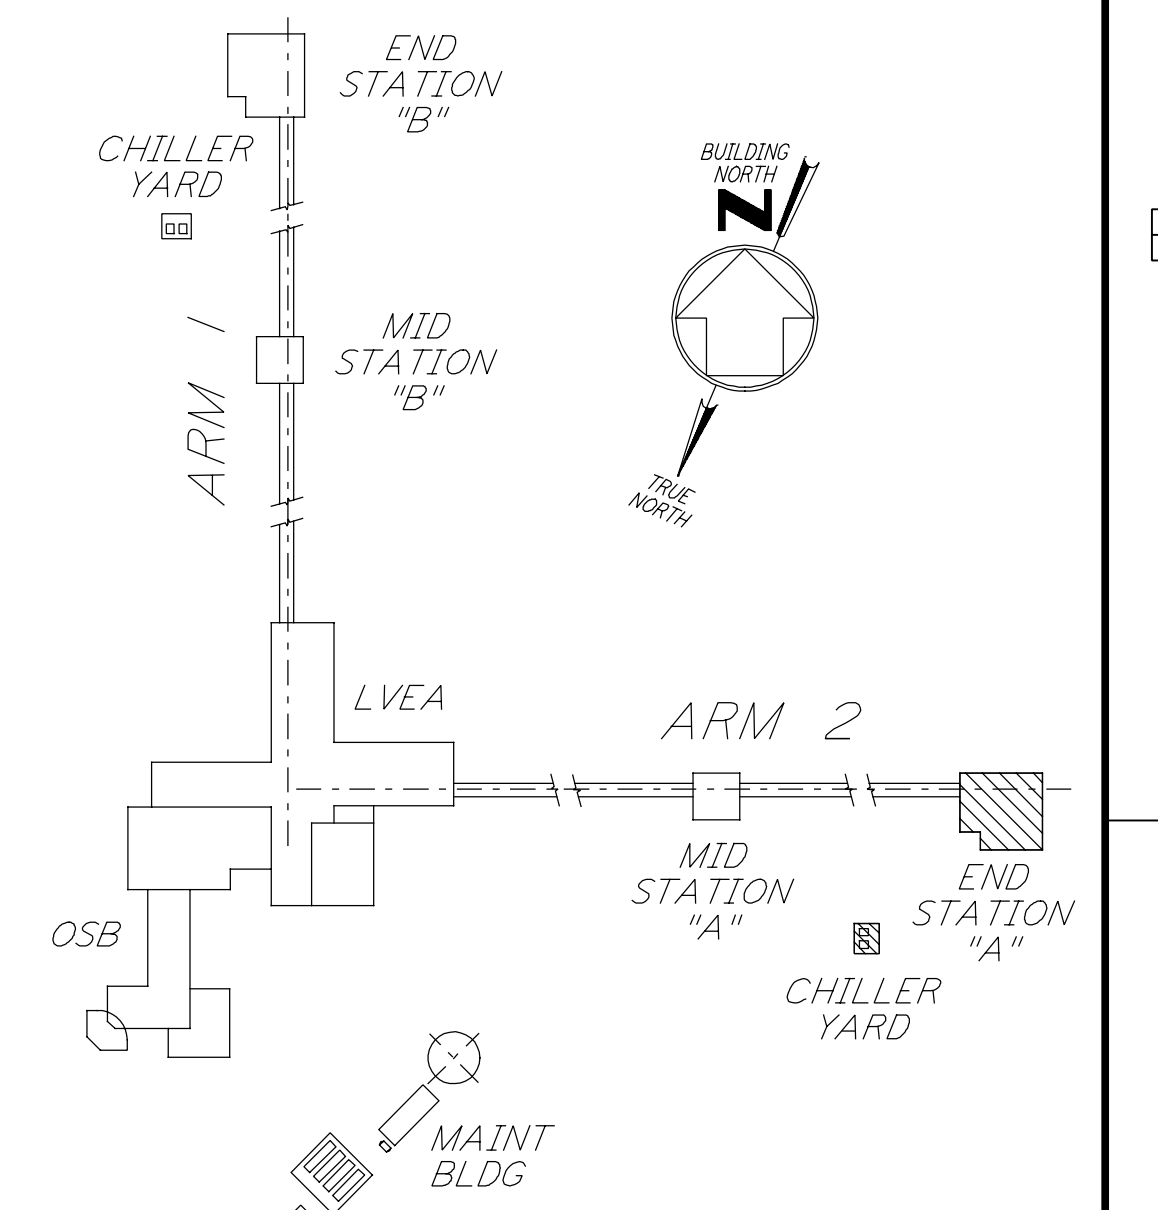 END
STATION
"B"
CHILLER
YARD
BUILDING
NORTH
N
ARM 1
MID
STATION
"B"
TRUE
NORTH
LVEA
ARM 2
MID
STATION
"A"
END
STATION
"A"
OSB
CHILLER
YARD
MAINT
BLDG